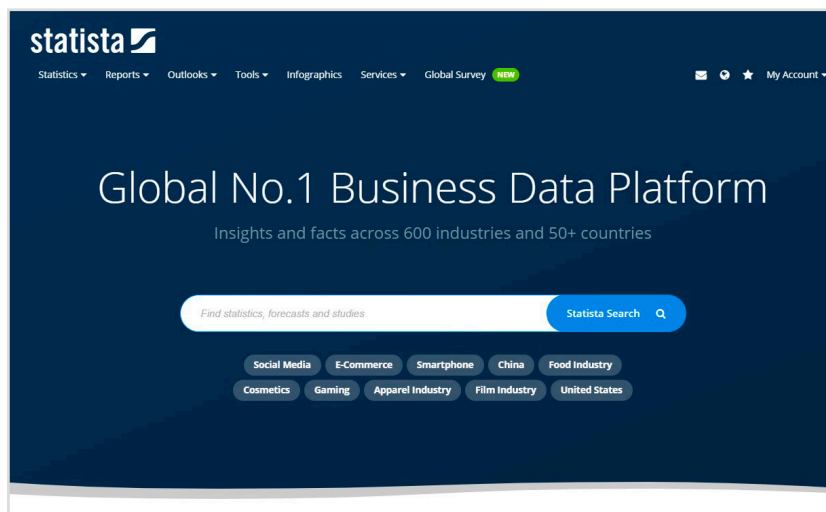 statista
Statistics Reports Outlooks Tools Infographics Services Global Survey NEW My Account
Global No.1 Business Data Platform
Insights and facts across 600 industries and 50+ countries
Find statistics, forecasts and studies Statista Search
Social Media E-Commerce Smartphone China Food Industry
Cosmetics Gaming Apparel Industry Film Industry United States